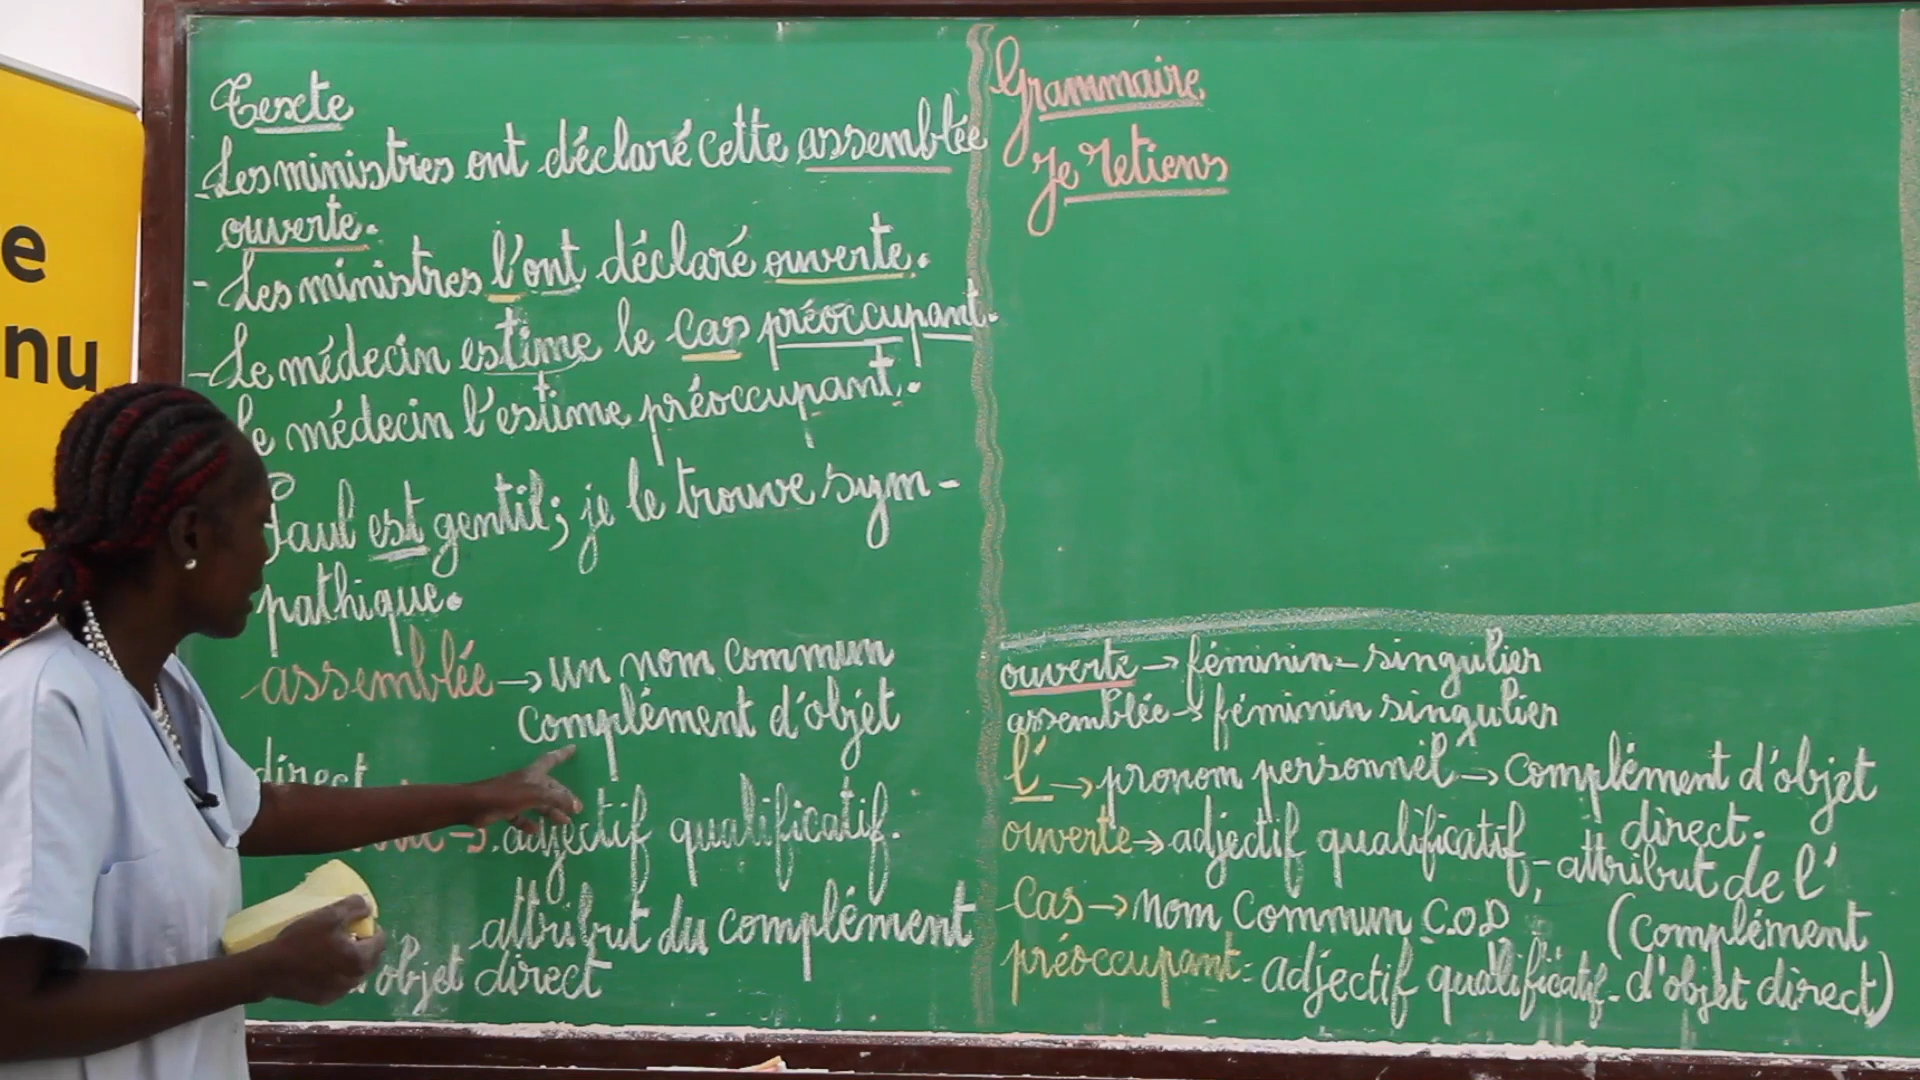 e
nu
Texte
- Les ministres ont déclaré cette assemblée
ouverte.
- Les ministres l'ont déclaré ouverte.
- Le médecin estime le cas préoccupant.
Le médecin l'estime préoccupant.
Paul est gentil; je le trouve sym-
pathique.
assemblée → un nom commun
complément d'objet
direct
→ adjectif qualificatif.
attribut du complément
objet direct
Grammaire
Je retiens
ouverte → féminin - singulier
assemblée → féminin singulier
l' → pronom personnel → complément d'objet
direct.
ouverte → adjectif qualificatif, - attribut de l'
(complément
d'objet direct)
Cas → nom commun C.O.D
préoccupant: adjectif qualificatif.